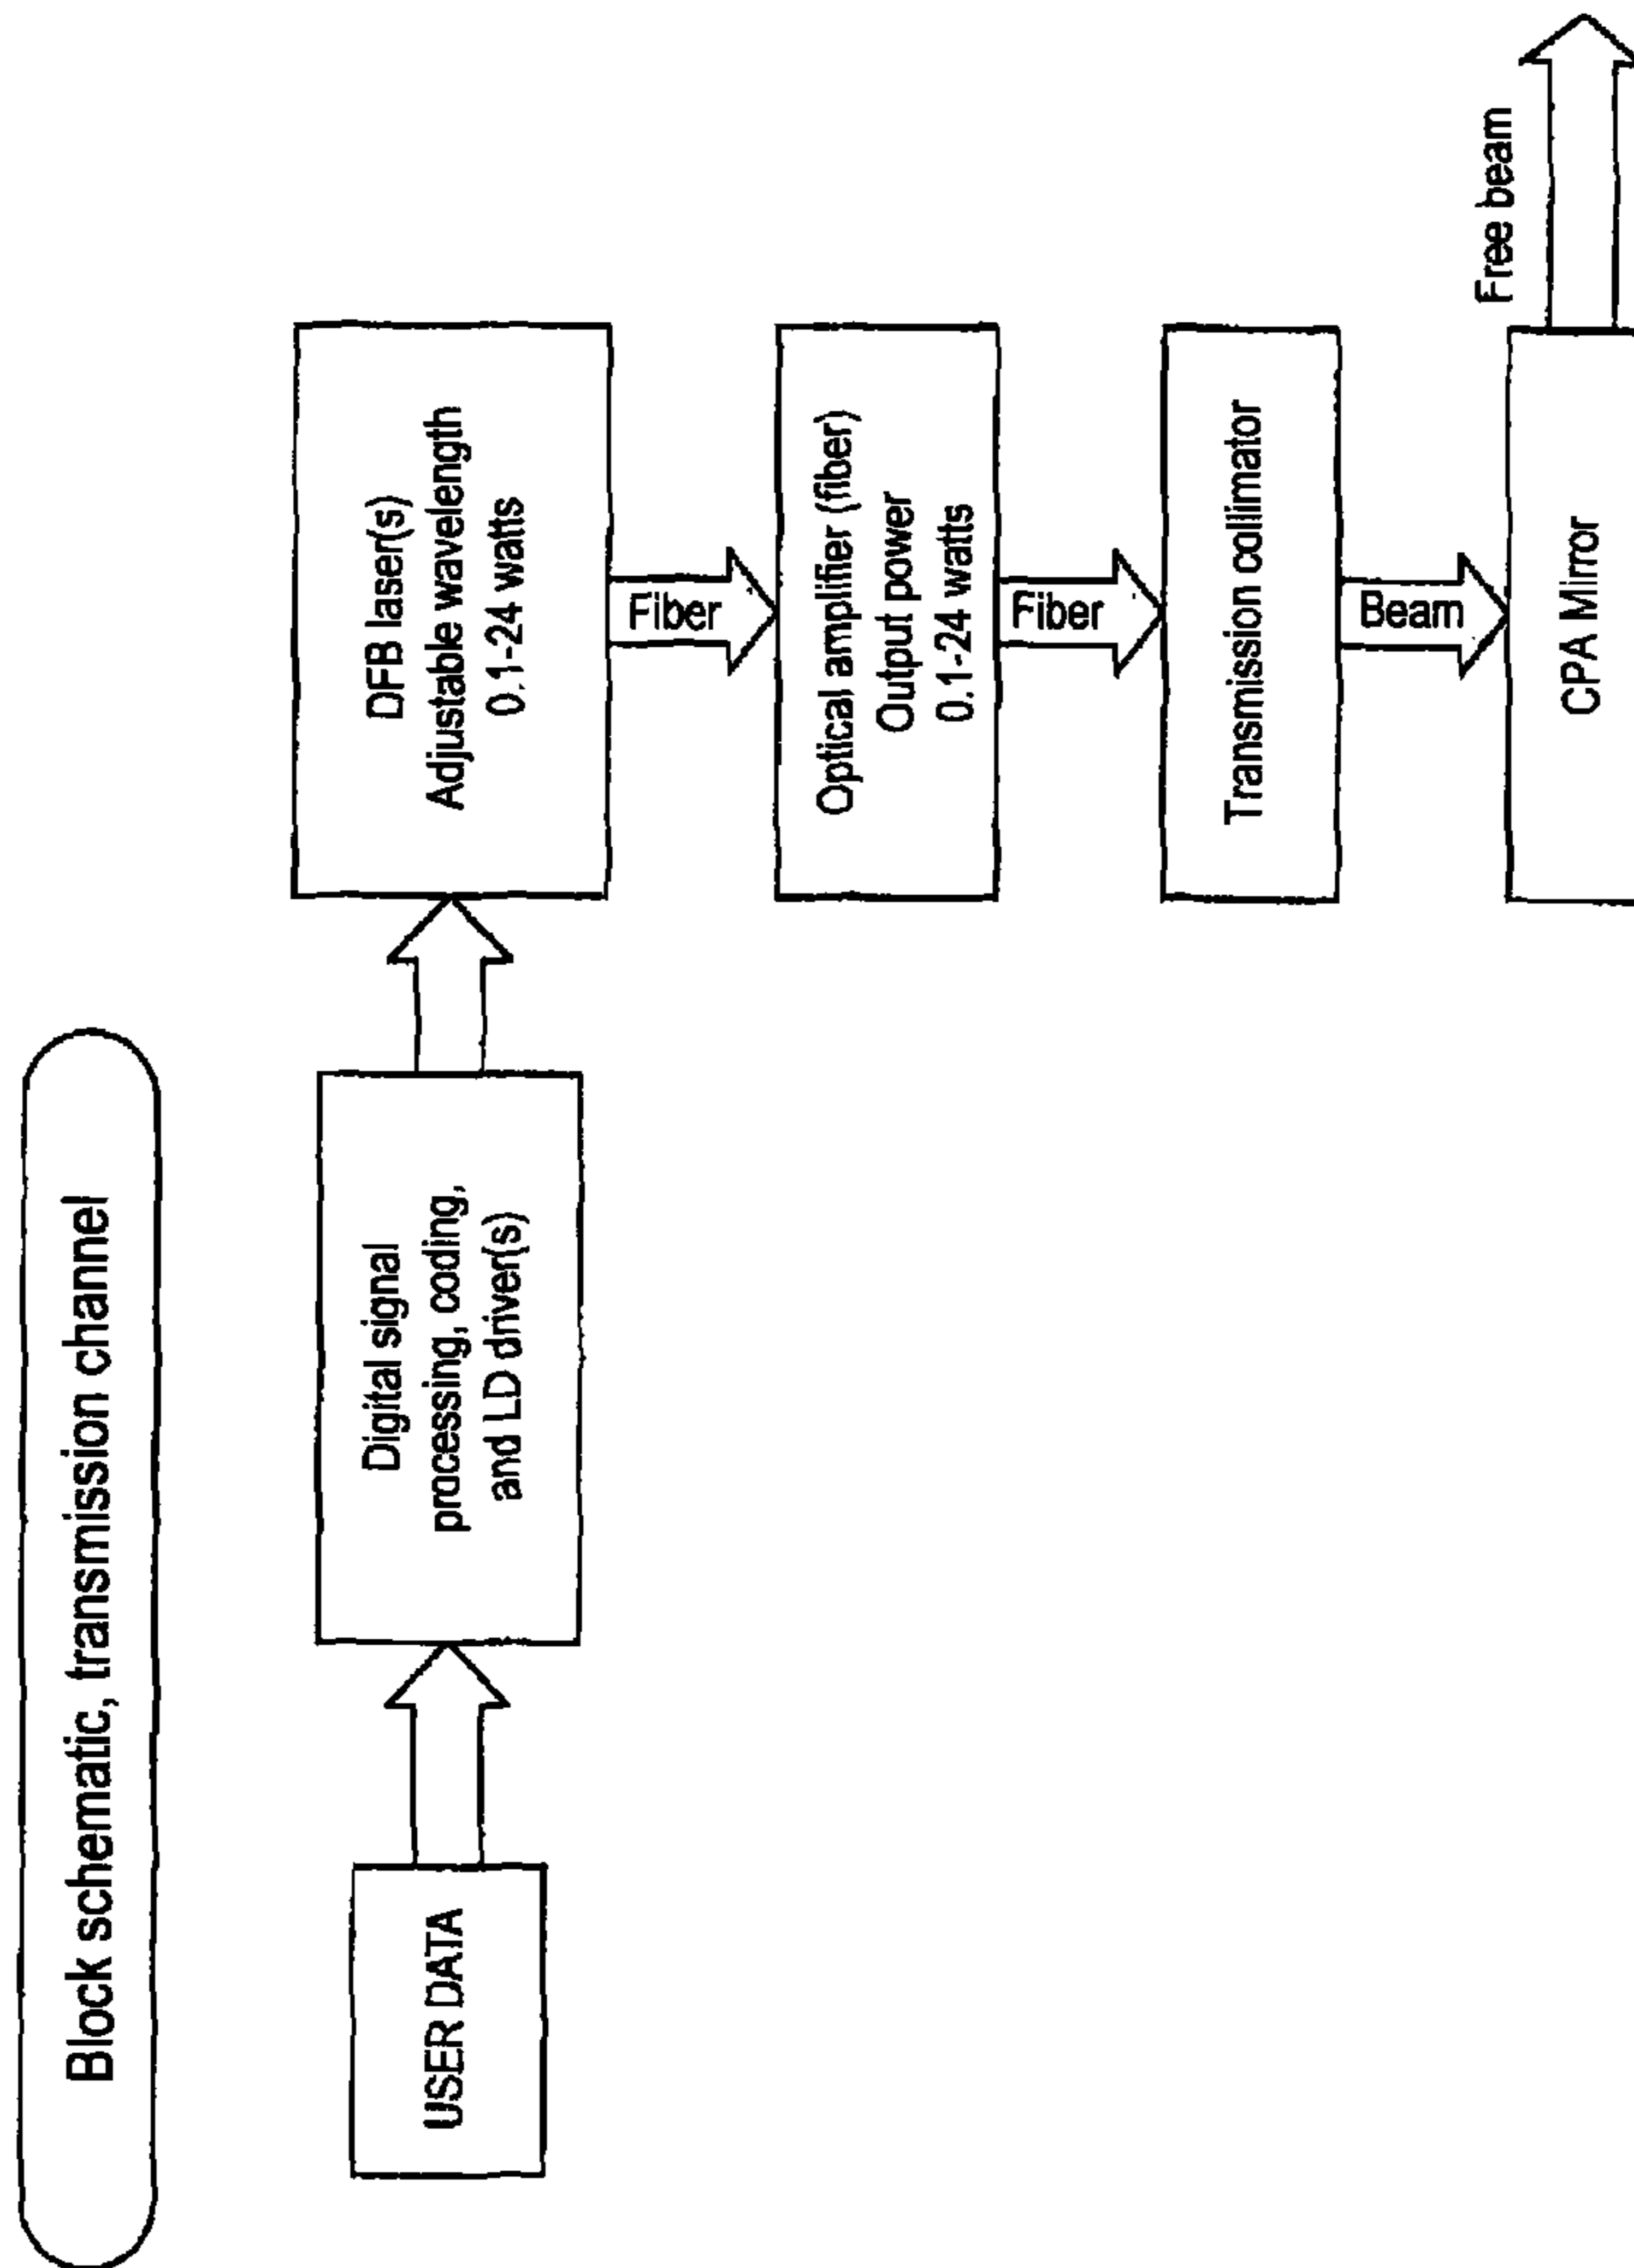 Block schematic, transmission channel
USER DATA
Digital signal
processing, coding,
and LD driver(s)
DFB laser(s)
Adjustable wavelength
0.1-24 watts
Fiber
Optical amplifier (fiber)
Output power
0.1-24 watts
Fiber
Transmission collimator
Beam
CPA Mirror
Free beam